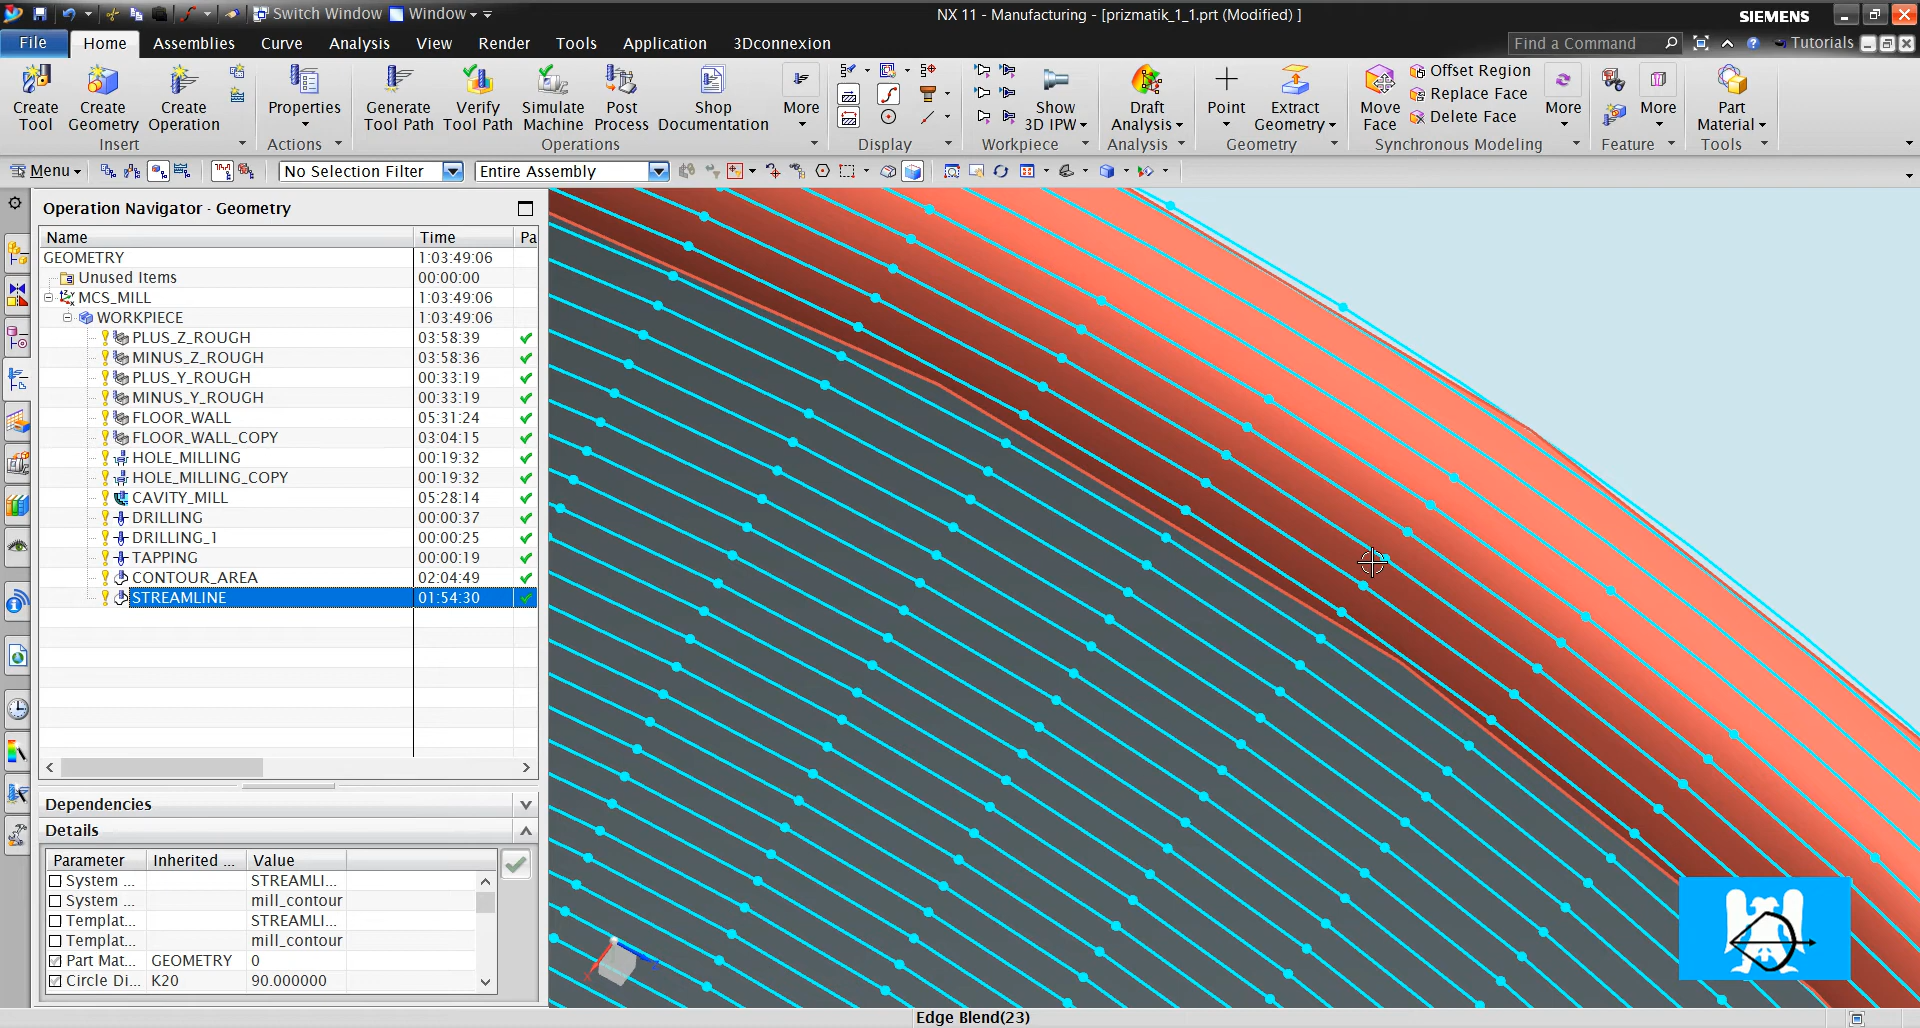 Switch Window Window
NX 11 - Manufacturing - [prizmatik_1_1.prt (Modified) ]
SIEMENS
File Home Assemblies Curve Analysis View Render Tools Application 3Dconnexion
Find a Command
Tutorials
Create Tool
Create Geometry
Create Operation
Insert
Properties
Actions
Generate Tool Path
Verify Tool Path
Simulate Machine
Post Process
Shop Documentation
More
Operations
Display
Show 3D IPW
Workpiece
Draft Analysis
Analysis
Point
Extract Geometry
Geometry
Move Face
Offset Region
Replace Face
Delete Face
More
Synchronous Modeling
More
Feature
Part Material
Tools
Menu
No Selection Filter
Entire Assembly
Operation Navigator - Geometry
Name Time Pa
GEOMETRY 1:03:49:06
Unused Items 00:00:00
MCS_MILL 1:03:49:06
WORKPIECE 1:03:49:06
PLUS_Z_ROUGH 03:58:39
MINUS_Z_ROUGH 03:58:36
PLUS_Y_ROUGH 00:33:19
MINUS_Y_ROUGH 00:33:19
FLOOR_WALL 05:31:24
FLOOR_WALL_COPY 03:04:15
HOLE_MILLING 00:19:32
HOLE_MILLING_COPY 00:19:32
CAVITY_MILL 05:28:14
DRILLING 00:00:37
DRILLING_1 00:00:25
TAPPING 00:00:19
CONTOUR_AREA 02:04:49
STREAMLINE 01:54:30
Dependencies
Details
Parameter Inherited ... Value
System ... STREAMLI...
System ... mill_contour
Templat... STREAMLI...
Templat... mill_contour
Part Mat... GEOMETRY 0
Circle Di... K20 90.000000
Edge Blend(23)